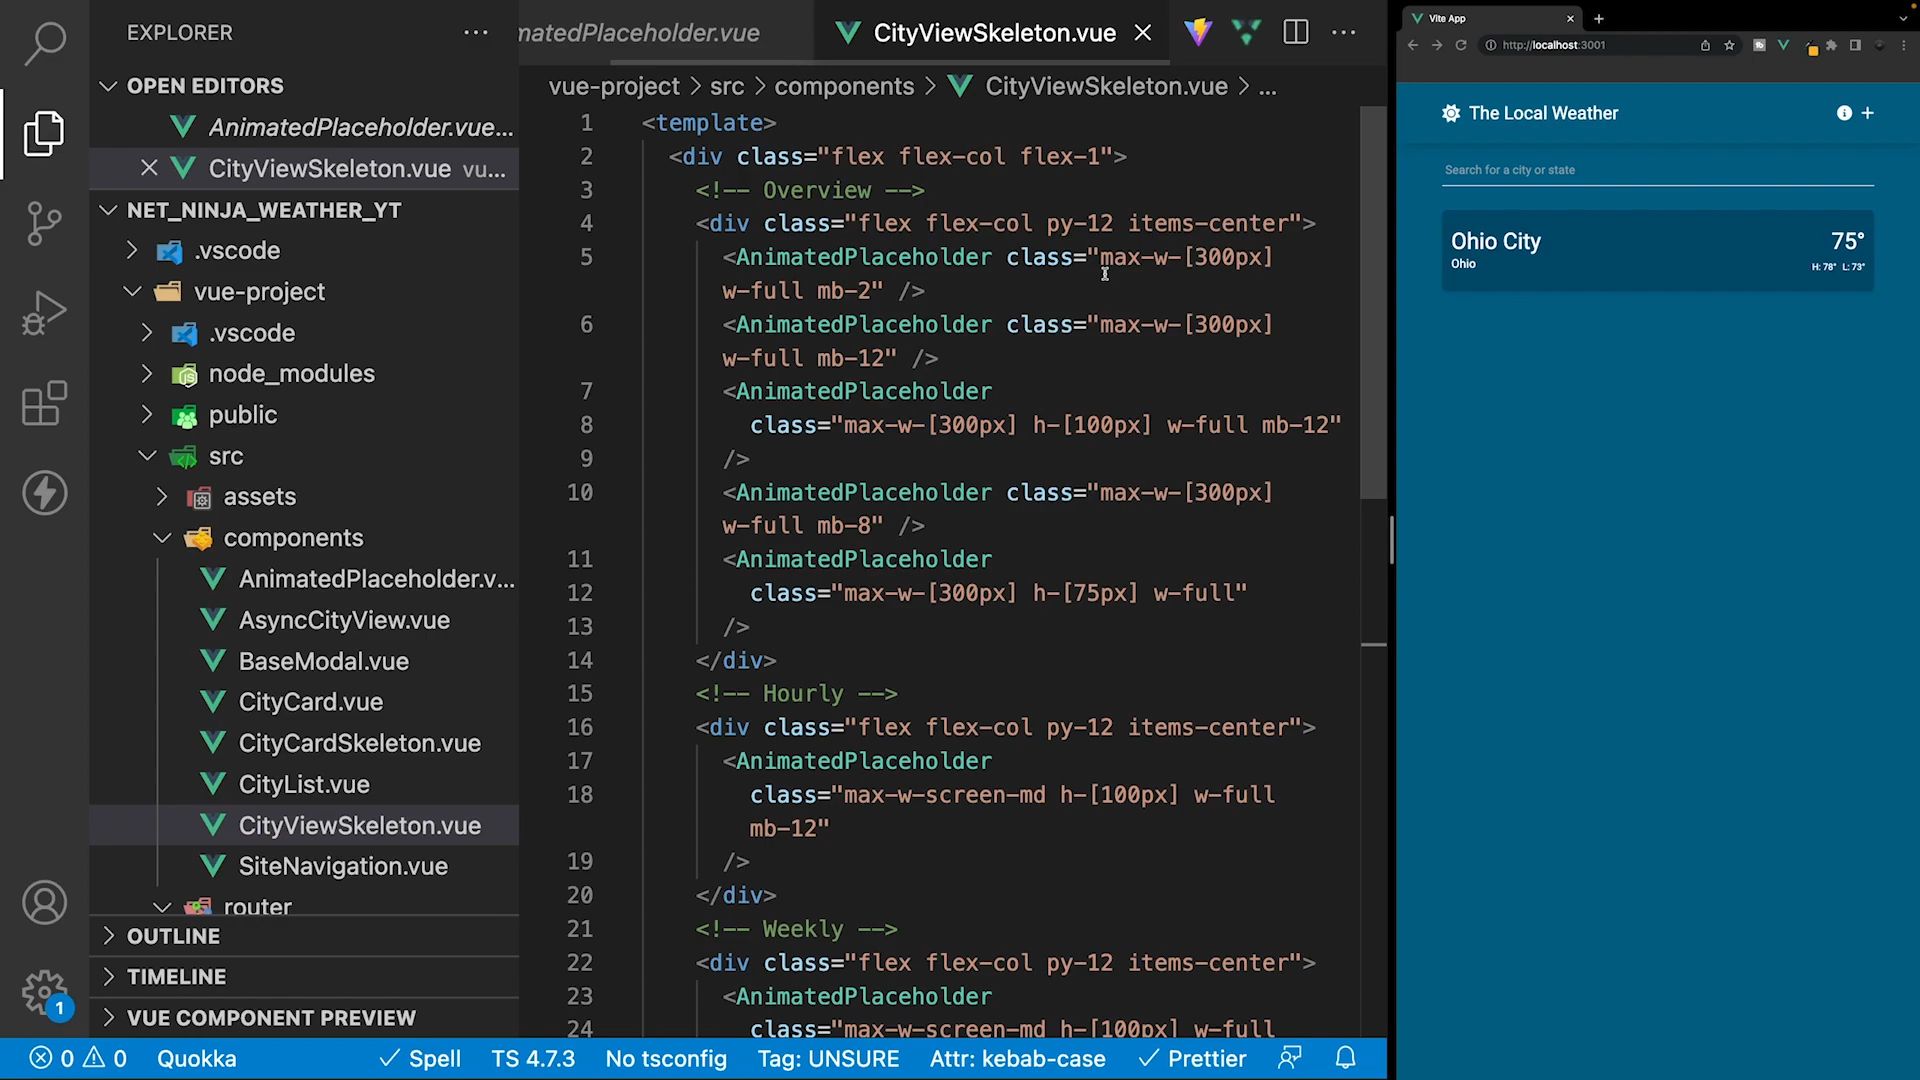 EXPLORER
OPEN EDITORS
AnimatedPlaceholder.vue...
CityViewSkeleton.vue vu...
NET_NINJA_WEATHER_YT
.vscode
vue-project
.vscode
node_modules
public
src
assets
components
AnimatedPlaceholder.v...
AsyncCityView.vue
BaseModal.vue
CityCard.vue
CityCardSkeleton.vue
CityList.vue
CityViewSkeleton.vue
SiteNavigation.vue
router
OUTLINE
TIMELINE
VUE COMPONENT PREVIEW
1
matedPlaceholder.vue
CityViewSkeleton.vue
vue-project > src > components > CityViewSkeleton.vue > ...
1 <template>
2 <div class="flex flex-col flex-1">
3 <!-- Overview -->
4 <div class="flex flex-col py-12 items-center">
5 <AnimatedPlaceholder class="max-w-[300px]
w-full mb-2" />
6 <AnimatedPlaceholder class="max-w-[300px]
w-full mb-12" />
7 <AnimatedPlaceholder
8 class="max-w-[300px] h-[100px] w-full mb-12"
9 />
10 <AnimatedPlaceholder class="max-w-[300px]
w-full mb-8" />
11 <AnimatedPlaceholder
12 class="max-w-[300px] h-[75px] w-full"
13 />
14 </div>
15 <!-- Hourly -->
16 <div class="flex flex-col py-12 items-center">
17 <AnimatedPlaceholder
18 class="max-w-screen-md h-[100px] w-full
mb-12"
19 />
20 </div>
21 <!-- Weekly -->
22 <div class="flex flex-col py-12 items-center">
23 <AnimatedPlaceholder
24 class="max-w-screen-md h-[100px] w-full
0 0 Quokka Spell TS 4.7.3 No tsconfig Tag: UNSURE Attr: kebab-case Prettier
Vite App
http://localhost:3001
The Local Weather
Search for a city or state
Ohio City 75°
Ohio H: 78° L: 73°